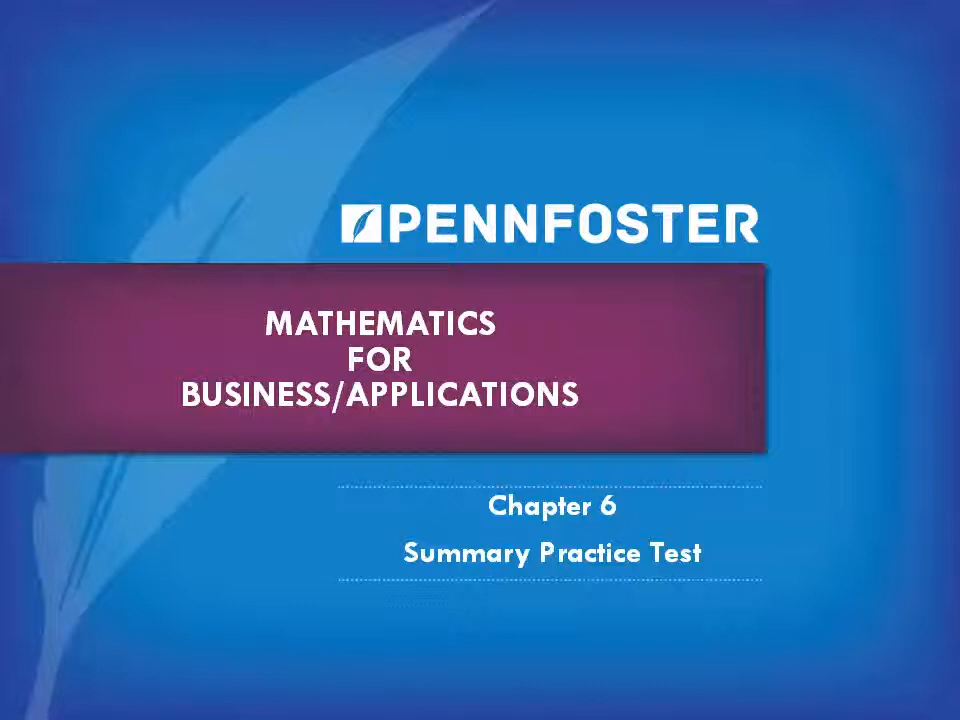 PENNFOSTER
MATHEMATICS
FOR
BUSINESS/APPLICATIONS
Chapter 6
Summary Practice Test